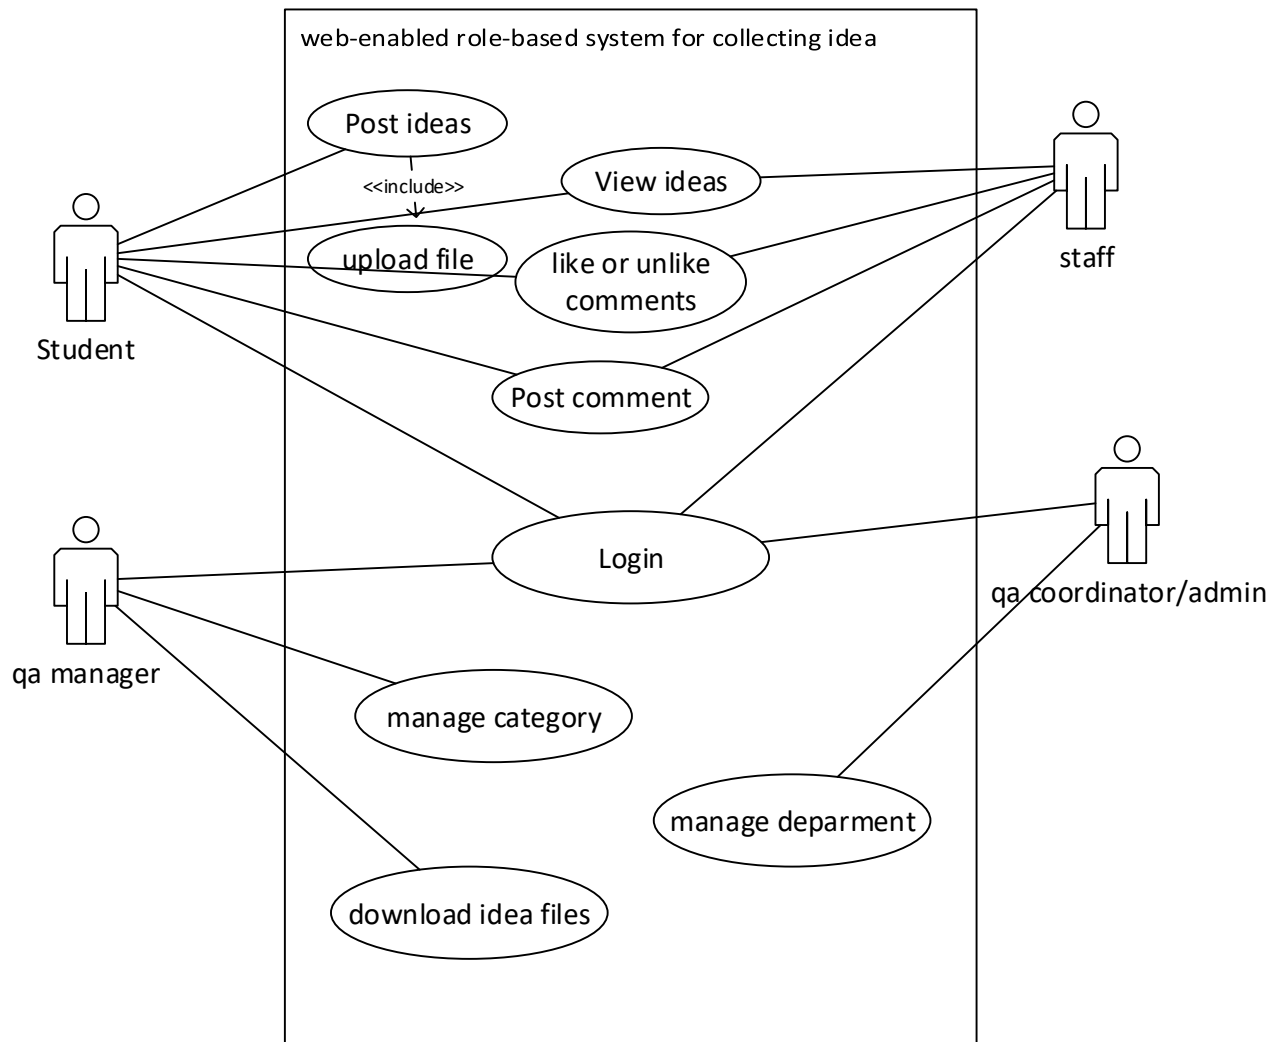 web-enabled role-based system for collecting idea
Post ideas
<<include>>
View ideas
upload file
like or unlike
comments
staff
Student
Post comment
Login
qa coordinator/admin
qa manager
manage category
manage deparment
download idea files